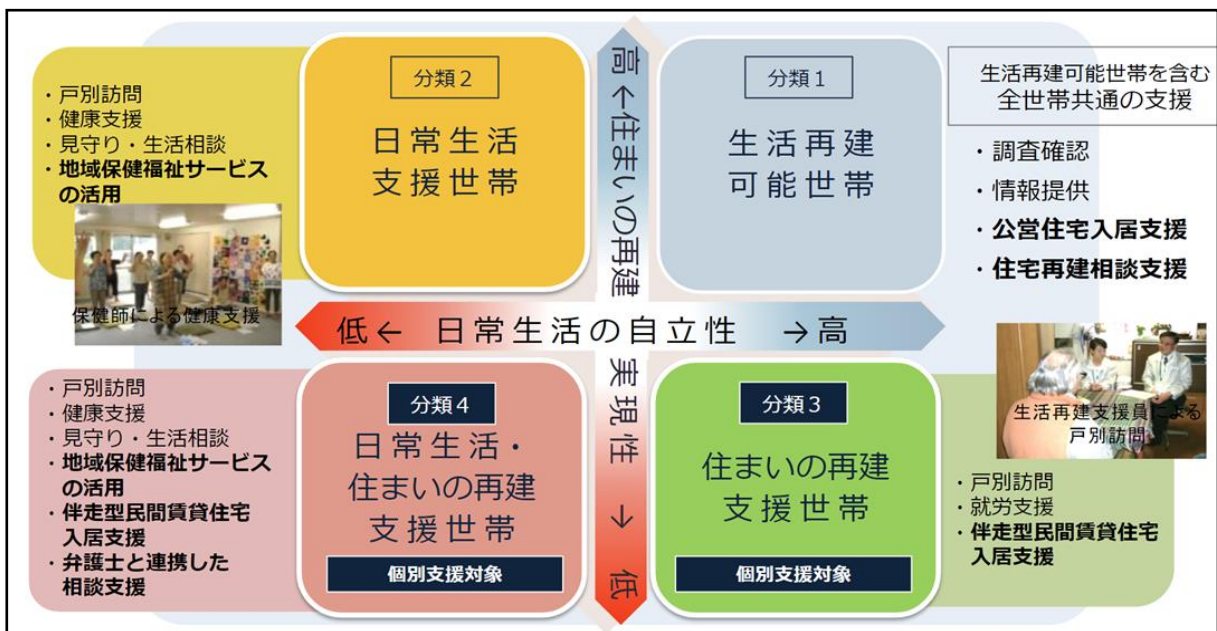 分類2
日常生活
支援世帯
・戸別訪問
・健康支援
・見守り・生活相談
・地域保健福祉サービス
の活用
保健師による健康支援
分類1
生活再建
可能世帯
生活再建可能世帯を含む
全世帯共通の支援
・調査確認
・情報提供
・公営住宅入居支援
・住宅再建相談支援
高←住まいの再建実現性→低
低← 日常生活の自立性 →高
分類4
日常生活・
住まいの再建
支援世帯
個別支援対象
・戸別訪問
・健康支援
・見守り・生活相談
・地域保健福祉サービス
の活用
・伴走型民間賃貸住宅
入居支援
・弁護士と連携した
相談支援
分類3
住まいの再建
支援世帯
個別支援対象
生活再建支援員による
戸別訪問
・戸別訪問
・就労支援
・伴走型民間賃貸住宅
入居支援